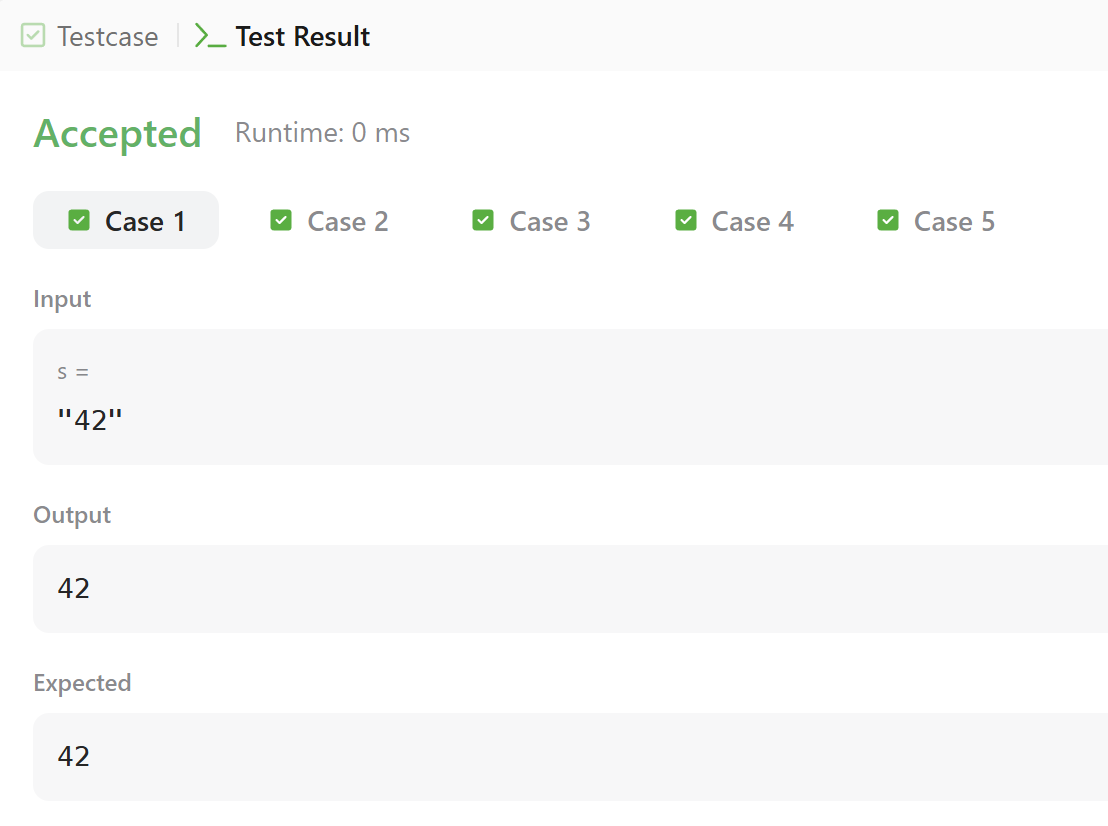 Testcase Test Result
Accepted Runtime: 0 ms
Case 1 Case 2 Case 3 Case 4 Case 5
Input
s =
"42"
Output
42
Expected
42